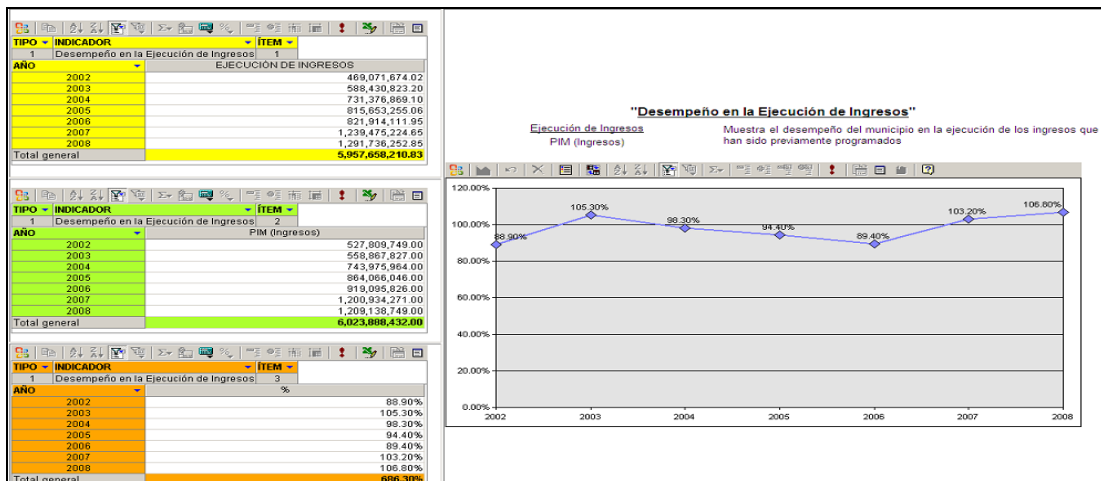 TIPO INDICADOR ÍTEM
1 Desempeño en la Ejecución de Ingresos 1
AÑO EJECUCIÓN DE INGRESOS
2002 469,071,674.02
2003 588,430,823.20
2004 731,376,869.10
2005 815,653,255.06
2006 821,914,111.95
2007 1,239,475,224.65
2008 1,291,736,252.85
Total general 5,957,658,210.83
TIPO INDICADOR ÍTEM
1 Desempeño en la Ejecución de Ingresos 2
AÑO PIM (Ingresos)
2002 527,809,749.00
2003 558,867,827.00
2004 743,975,964.00
2005 864,066,046.00
2006 919,095,826.00
2007 1,200,934,271.00
2008 1,209,138,749.00
Total general 6,023,888,432.00
TIPO INDICADOR ÍTEM
1 Desempeño en la Ejecución de Ingresos 3
AÑO %
2002 88.90%
2003 105.30%
2004 98.30%
2005 94.40%
2006 89.40%
2007 103.20%
2008 106.80%
Total general 686.30%
"Desempeño en la Ejecución de Ingresos"
Ejecución de Ingresos
PIM (Ingresos)
Muestra el desempeño del municipio en la ejecución de los ingresos que
han sido previamente programados
120.00%
100.00%
80.00%
60.00%
40.00%
20.00%
0.00%
88.90%
105.30%
98.30%
94.40%
89.40%
103.20%
106.80%
2002 2003 2004 2005 2006 2007 2008